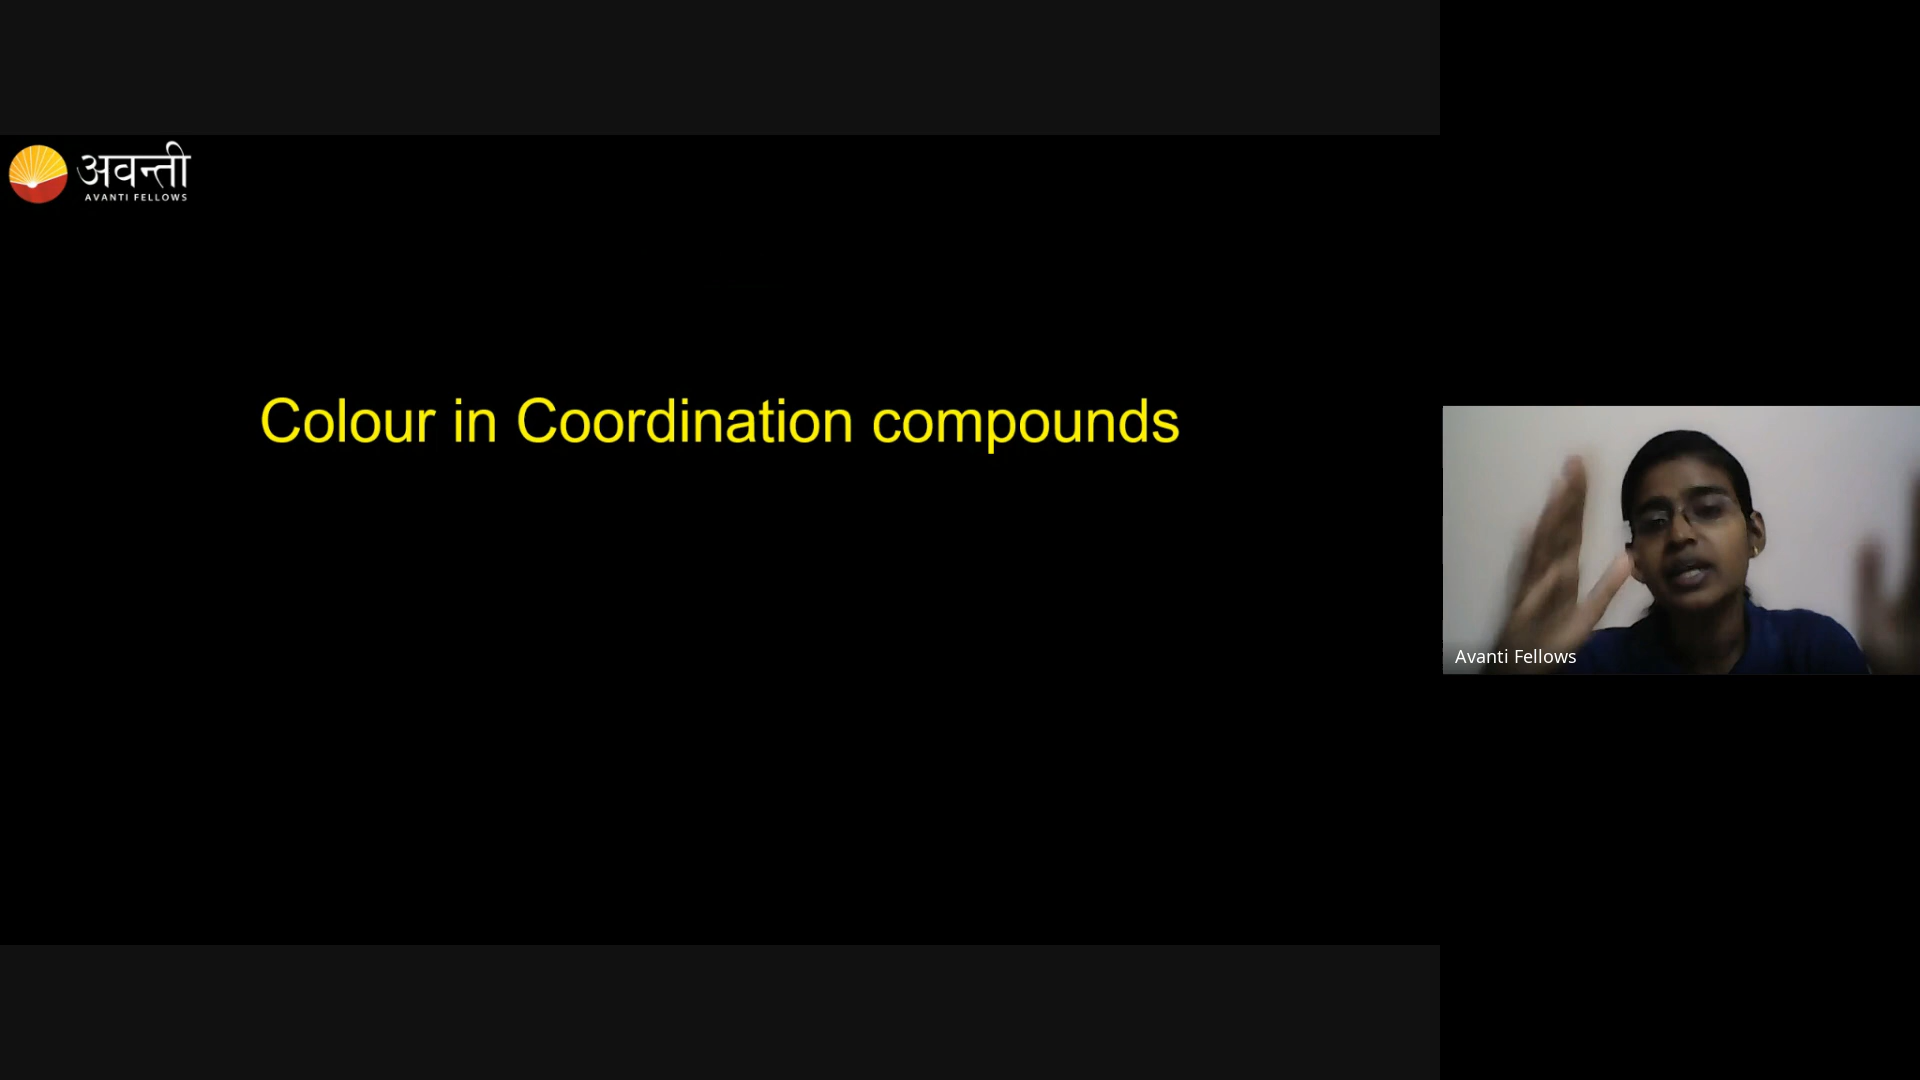 अवन्ती
AVANTI FELLOWS
Colour in Coordination compounds
Avanti Fellows